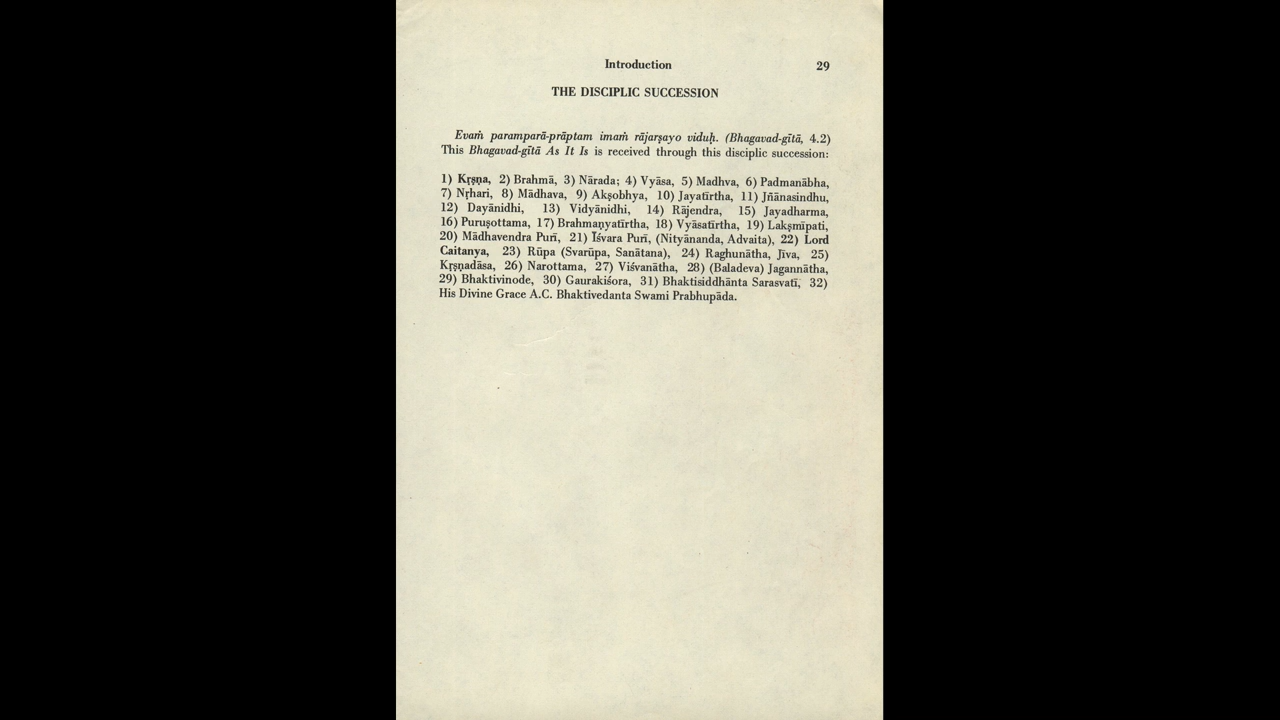 Introduction 29
THE DISCIPLIC SUCCESSION
Evaṁ paramparā-prāptam imaṁ rājarṣayo viduḥ. (Bhagavad-gītā, 4.2)
This Bhagavad-gītā As It Is is received through this disciplic succession:
1) Kṛṣṇa, 2) Brahmā, 3) Nārada; 4) Vyāsa, 5) Madhva, 6) Padmanābha,
7) Nṛhari, 8) Mādhava, 9) Akṣobhya, 10) Jayatīrtha, 11) Jñānasindhu,
12) Dayānidhi, 13) Vidyānidhi, 14) Rājendra, 15) Jayadharma,
16) Puruṣottama, 17) Brahmaṇyatīrtha, 18) Vyāsatīrtha, 19) Lakṣmīpati,
20) Mādhavendra Purī, 21) Īśvara Purī, (Nityānanda, Advaita), 22) Lord
Caitanya, 23) Rūpa (Svarūpa, Sanātana), 24) Raghunātha, Jīva, 25)
Kṛṣṇadāsa, 26) Narottama, 27) Viśvanātha, 28) (Baladeva) Jagannātha,
29) Bhaktivinode, 30) Gaurakiśora, 31) Bhaktisiddhānta Sarasvatī, 32)
His Divine Grace A.C. Bhaktivedanta Swami Prabhupāda.